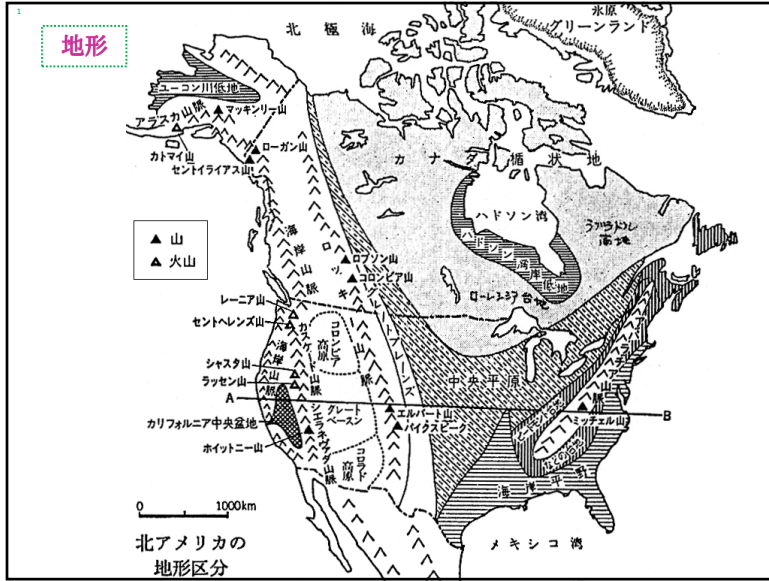 1
地形
北極海
氷原
グリーンランド
ユーコン川低地
アラスカ山脈
マッキンリー山
カトマイ山
ローガン山
セントイライアス山
カナダ楯状地
ハドソン湾
ハドソン湾岸低地
ラブラドル高地
ローレンシア台地
▲ 山
△ 火山
海岸山脈
ロッキー山脈
ロブソン山
コロンビア山
グレートプレーンズ
レーニア山
セントヘレンズ山
カスケード山脈
コロンビア高原
シャスタ山
ラッセン山
海岸山脈
中央平原
アパラチア山脈
A
B
カリフォルニア中央盆地
シエラネヴァダ山脈
グレートベースン
エルバート山
パイクスピーク
ホイットニー山
コロラド高原
ミッチェル山
などの台地
海岸平野
メキシコ湾
0 1000km
北アメリカの
地形区分